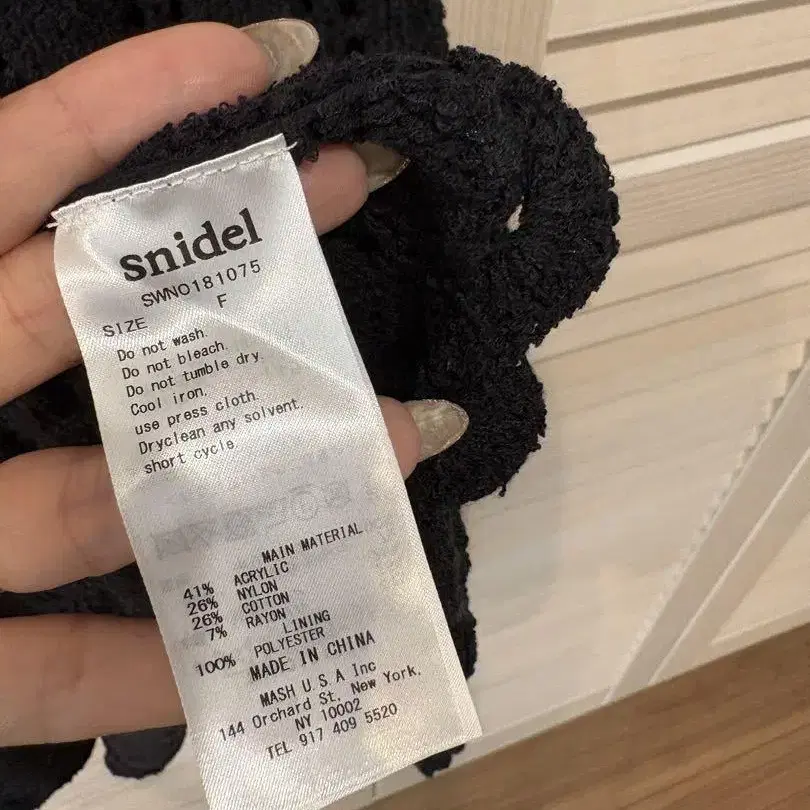 snidel
SWNO181075
SIZE F
Do not wash.
Do not bleach.
Do not tumble dry.
Cool iron.
use press cloth.
Dryclean any solvent.
short cycle.
MAIN MATERIAL
41% ACRYLIC
26% NYLON
26% COTTON
7% RAYON
LINING
100% POLYESTER
MADE IN CHINA
MASH U.S.A Inc
144 Orchard St. New York,
NY 10002
TEL 917 409 5520